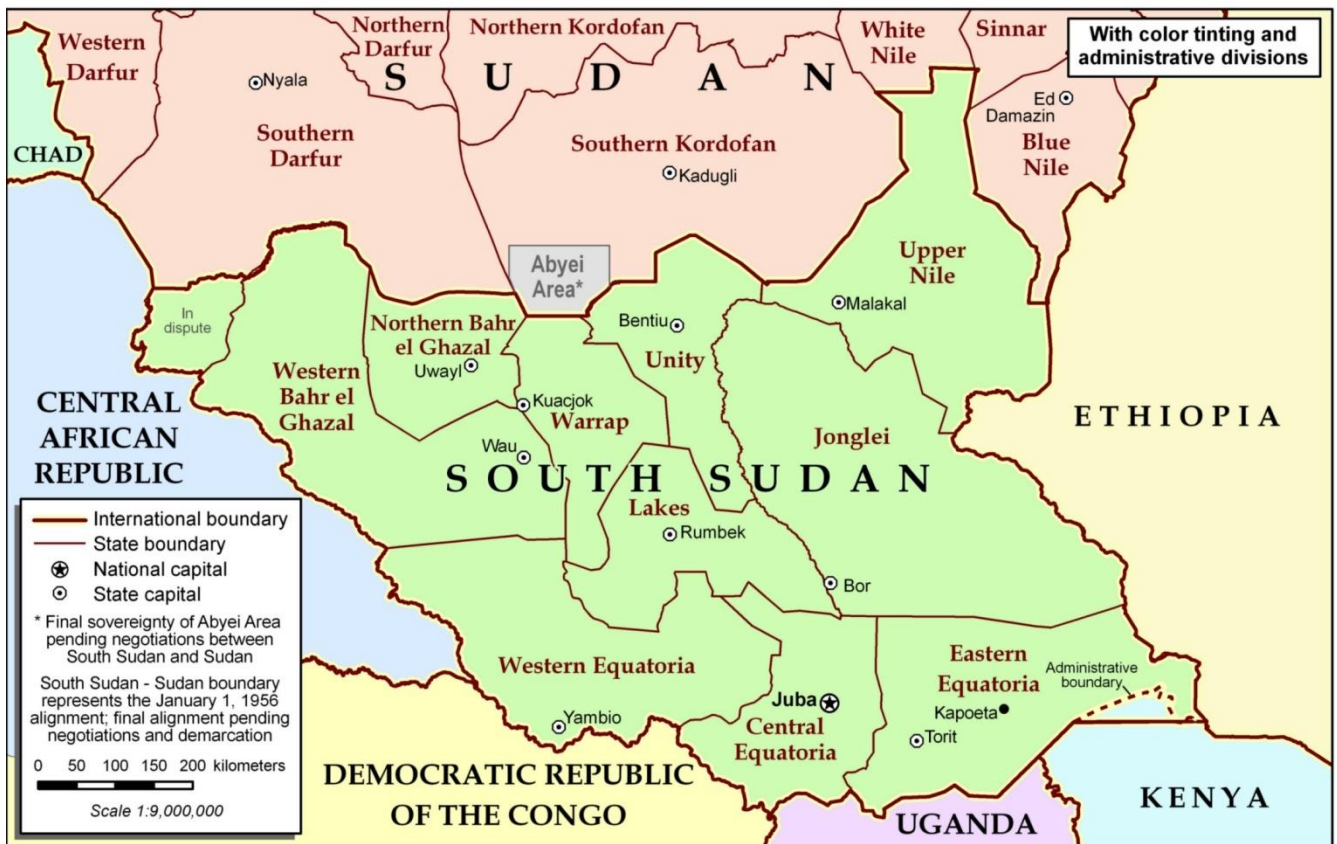 With color tinting and
administrative divisions
Western
Darfur
Northern
Darfur
Northern Kordofan
White
Nile
Sinnar
SUDAN
Nyala
Ed
Damazin
Southern
Darfur
Southern Kordofan
Blue
Nile
CHAD
Kadugli
Abyei
Area*
Upper
Nile
Malakal
In
dispute
Northern Bahr
el Ghazal
Uwayl
Bentiu
Unity
Western
Bahr el
Ghazal
CENTRAL
AFRICAN
REPUBLIC
Kuacjok
Warrap
Jonglei
ETHIOPIA
Wau
SOUTH SUDAN
Lakes
Rumbek
Bor
Western Equatoria
Eastern
Equatoria
Administrative
boundary
Kapoeta
Juba
Central
Equatoria
Yambio
Torit
DEMOCRATIC REPUBLIC
OF THE CONGO
UGANDA
KENYA
International boundary
State boundary
National capital
State capital
* Final sovereignty of Abyei Area
pending negotiations between
South Sudan and Sudan
South Sudan - Sudan boundary
represents the January 1, 1956
alignment; final alignment pending
negotiations and demarcation
0 50 100 150 200 kilometers
Scale 1:9,000,000